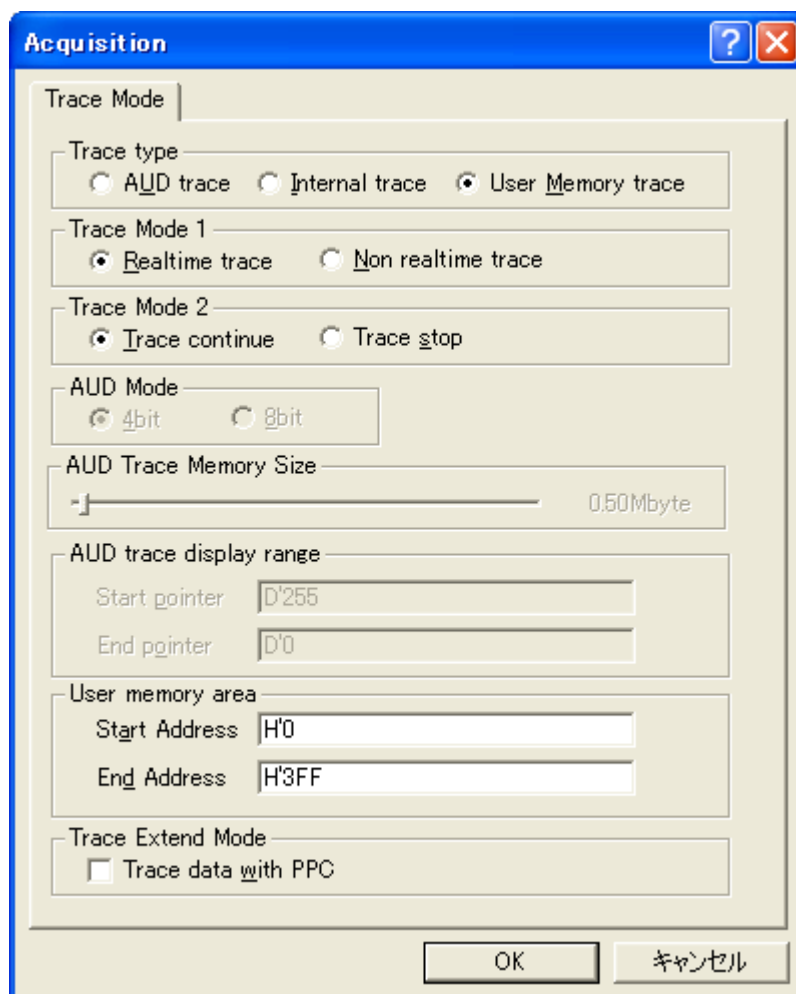 Acquisition
Trace Mode
Trace type
AUD trace Internal trace User Memory trace
Trace Mode 1
Realtime trace Non realtime trace
Trace Mode 2
Trace continue Trace stop
AUD Mode
4bit 8bit
AUD Trace Memory Size
0.50Mbyte
AUD trace display range
Start pointer D'255
End pointer D'0
User memory area
Start Address H'0
End Address H'3FF
Trace Extend Mode
Trace data with PPC
OK キャンセル